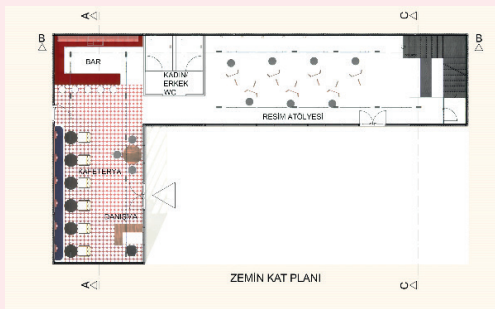 A
C
B
B
BAR
KADIN/
ERKEK
WC
RESİM ATÖLYESİ
KAFETERYA
DANIŞMA
ZEMİN KAT PLANI
A
C